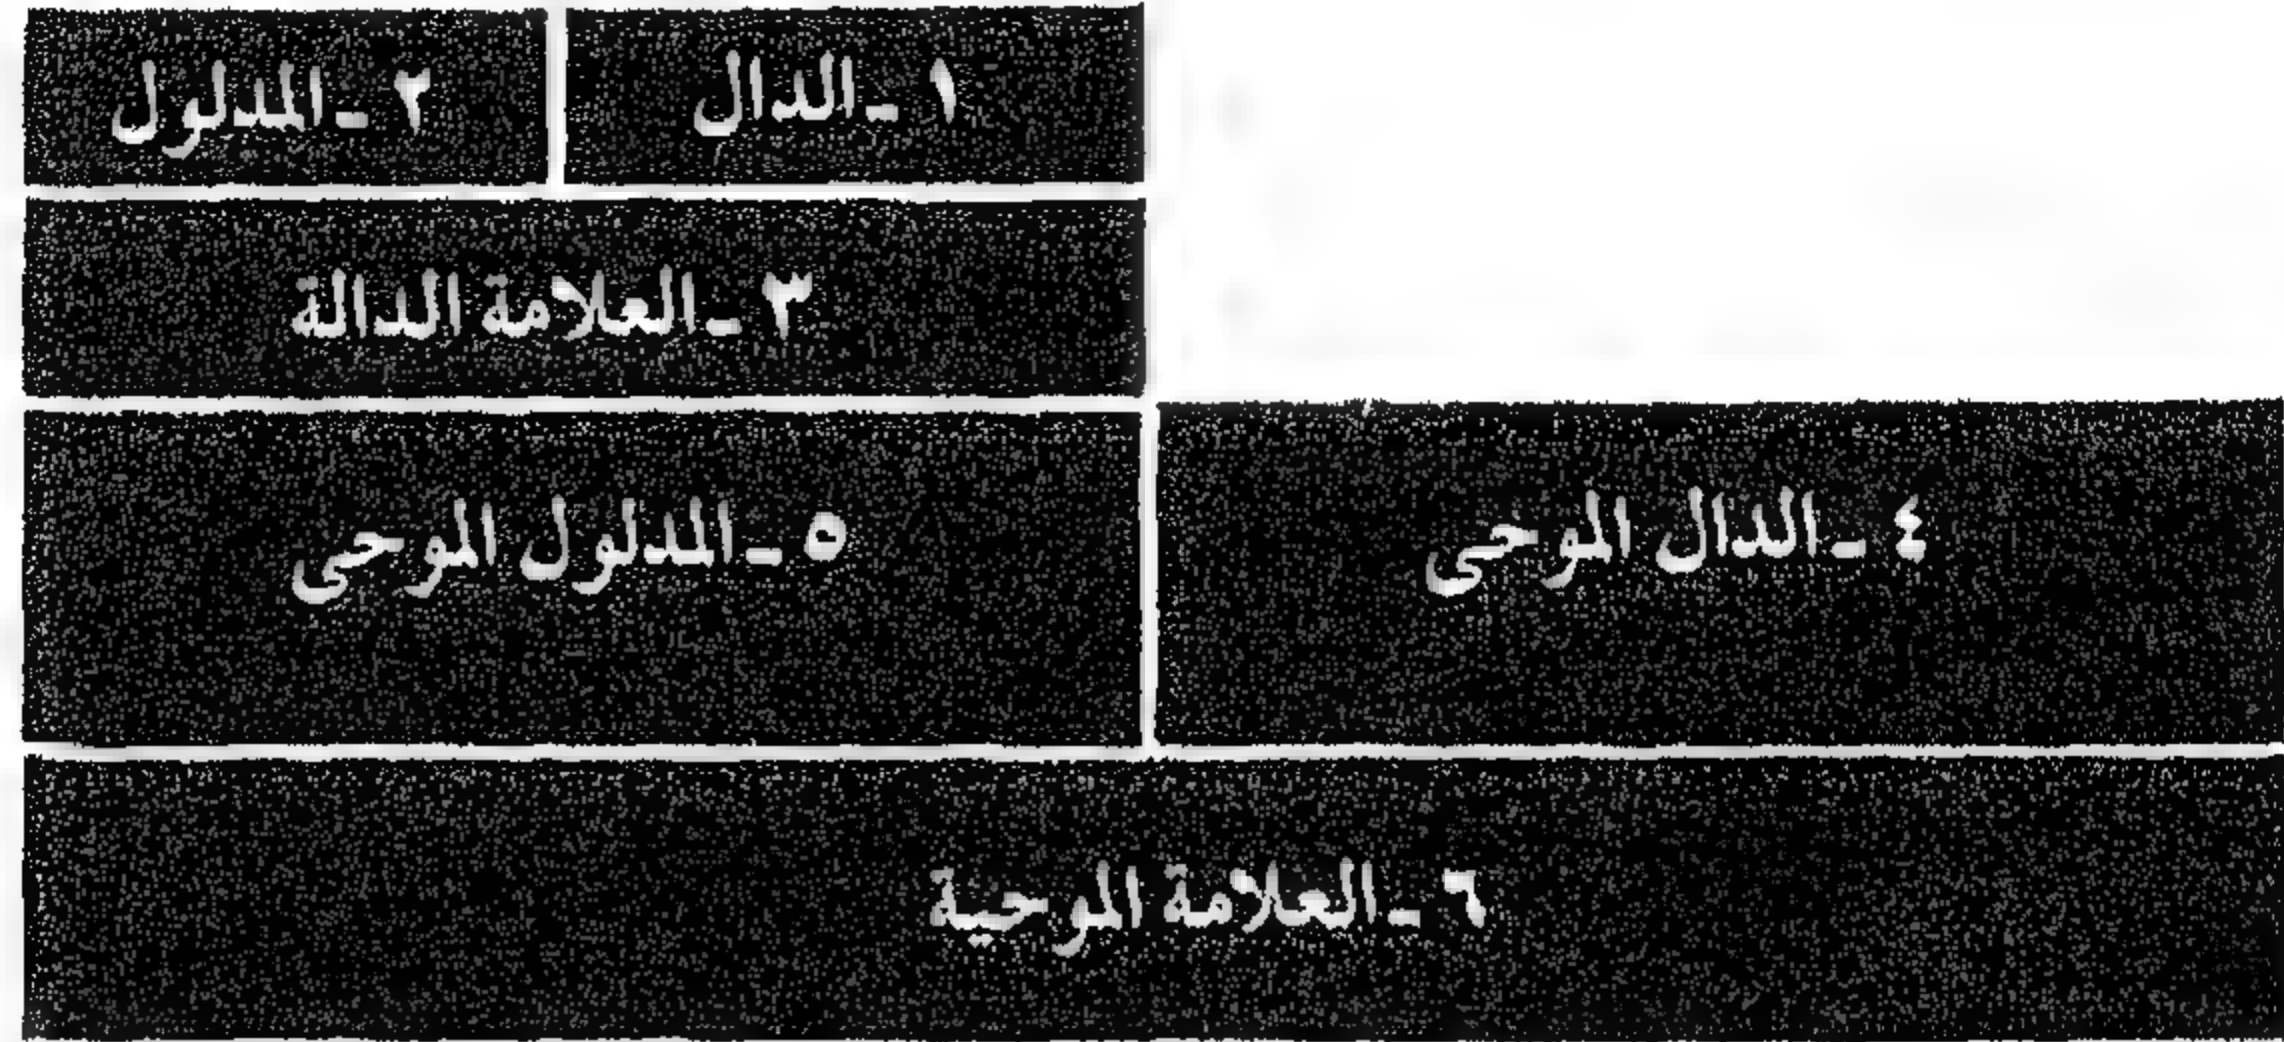 ١ - الدال
٢ - المدلول
٣ - العلامة الدالة
٤ - الدال الموحى
٥ - المدلول الموحى
٦ - العلامة الموحية